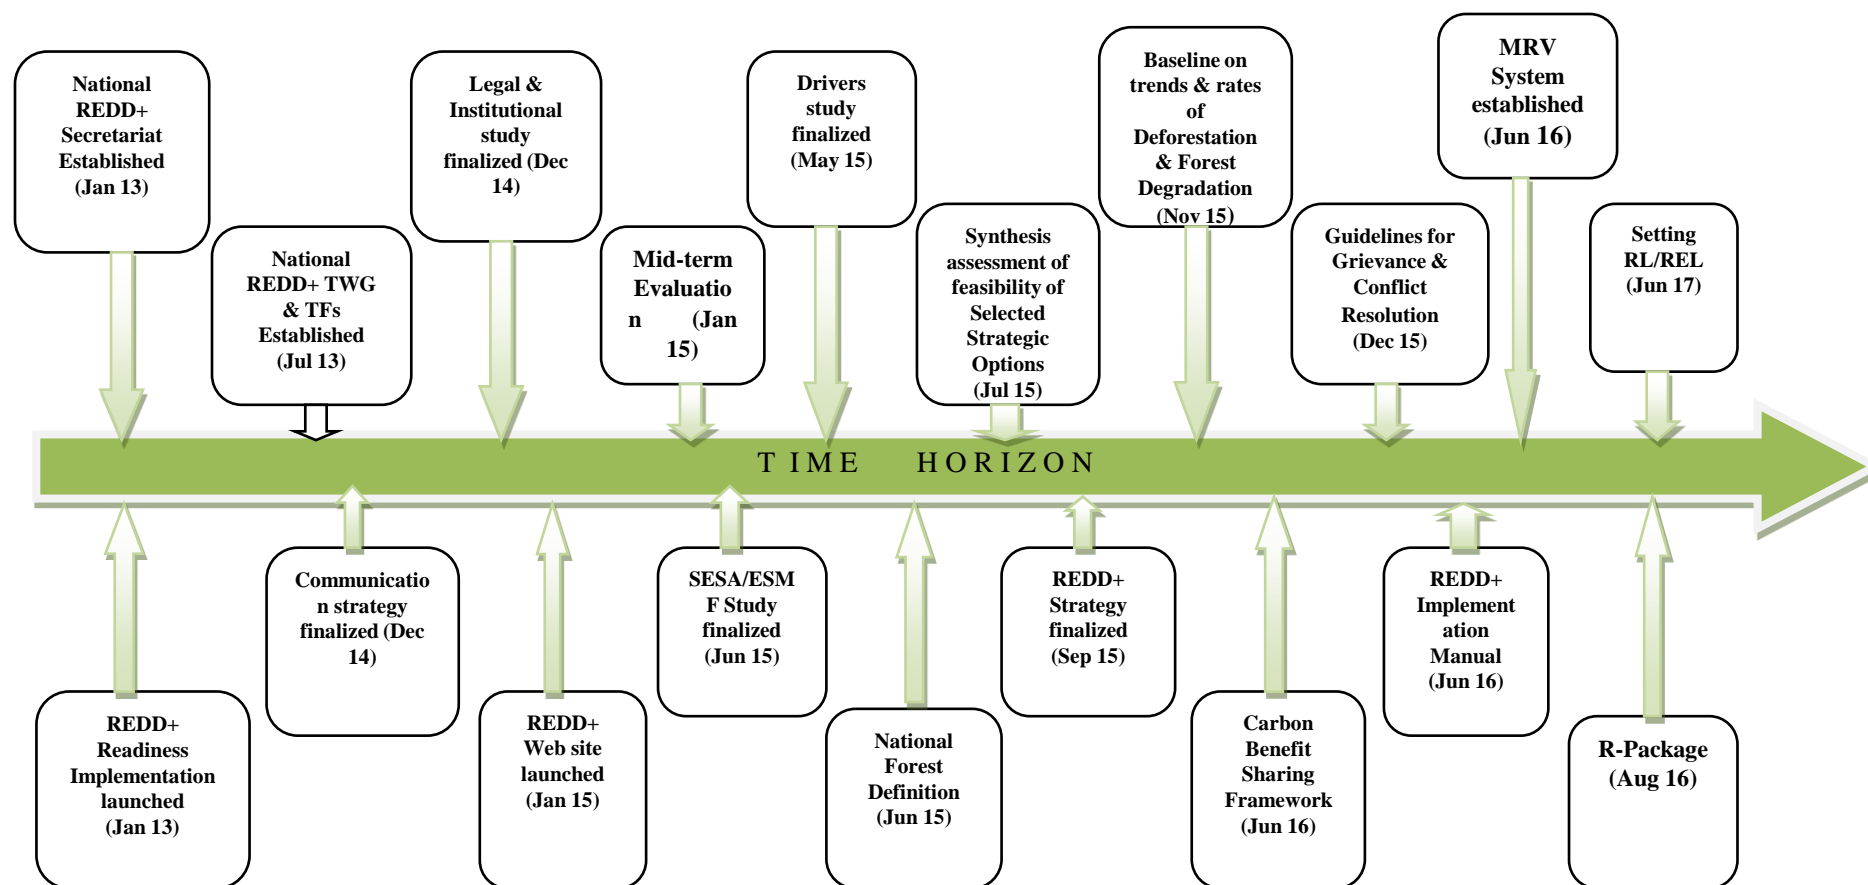 National
REDD+
Secretariat
Established
(Jan 13)
National
REDD+ TWG
& TFs
Established
(Jul 13)
Legal &
Institutional
study
finalized (Dec
14)
Mid-term
Evaluatio
n (Jan
15)
Drivers
study
finalized
(May 15)
Synthesis
assessment of
feasibility of
Selected
Strategic
Options
(Jul 15)
Baseline on
trends & rates
of
Deforestation
& Forest
Degradation
(Nov 15)
Guidelines for
Grievance &
Conflict
Resolution
(Dec 15)
MRV
System
established
(Jun 16)
Setting
RL/REL
(Jun 17)
TIME HORIZON
REDD+
Readiness
Implementation
launched
(Jan 13)
Communicatio
n strategy
finalized (Dec
14)
REDD+
Web site
launched
(Jan 15)
SESA/ESM
F Study
finalized
(Jun 15)
National
Forest
Definition
(Jun 15)
REDD+
Strategy
finalized
(Sep 15)
Carbon
Benefit
Sharing
Framework
(Jun 16)
REDD+
Implement
ation
Manual
(Jun 16)
R-Package
(Aug 16)